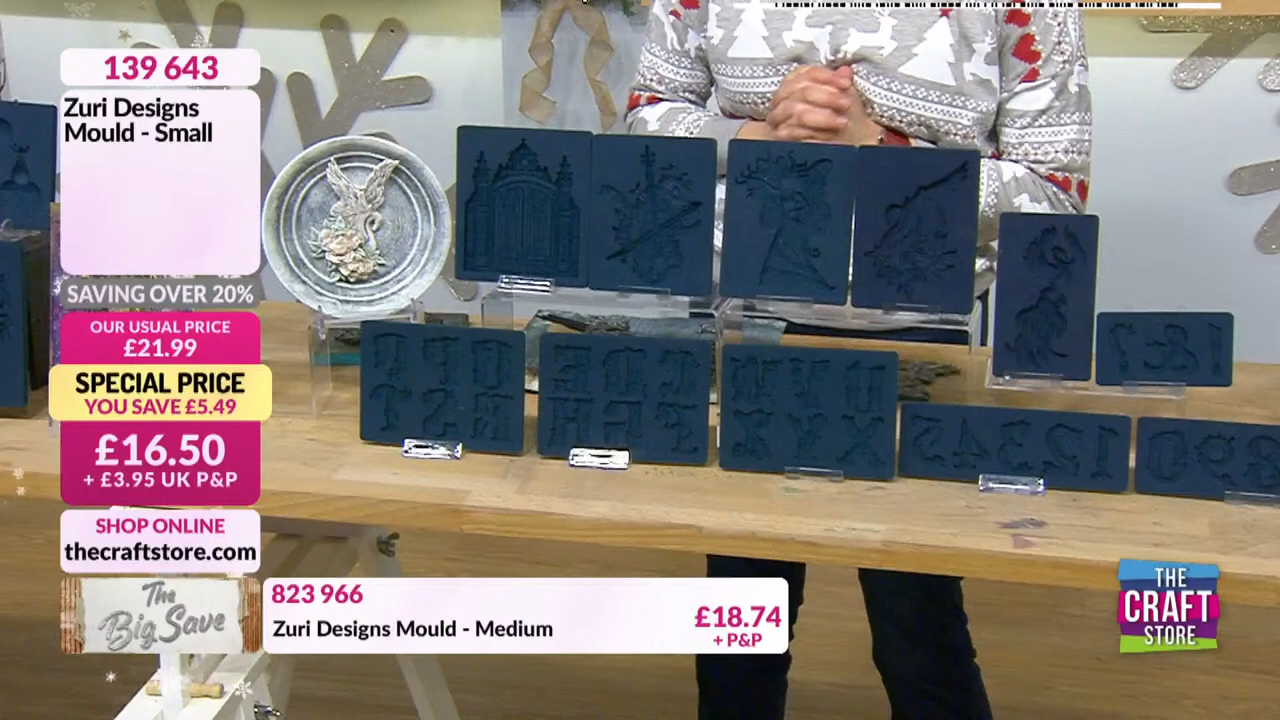 139 643
Zuri Designs
Mould - Small
SAVING OVER 20%
OUR USUAL PRICE
£21.99
SPECIAL PRICE
YOU SAVE £5.49
£16.50
+ £3.95 UK P&P
SHOP ONLINE
thecraftstore.com
The
Big Save
823 966
Zuri Designs Mould - Medium
£18.74
+ P&P
THE
CRAFT
STORE